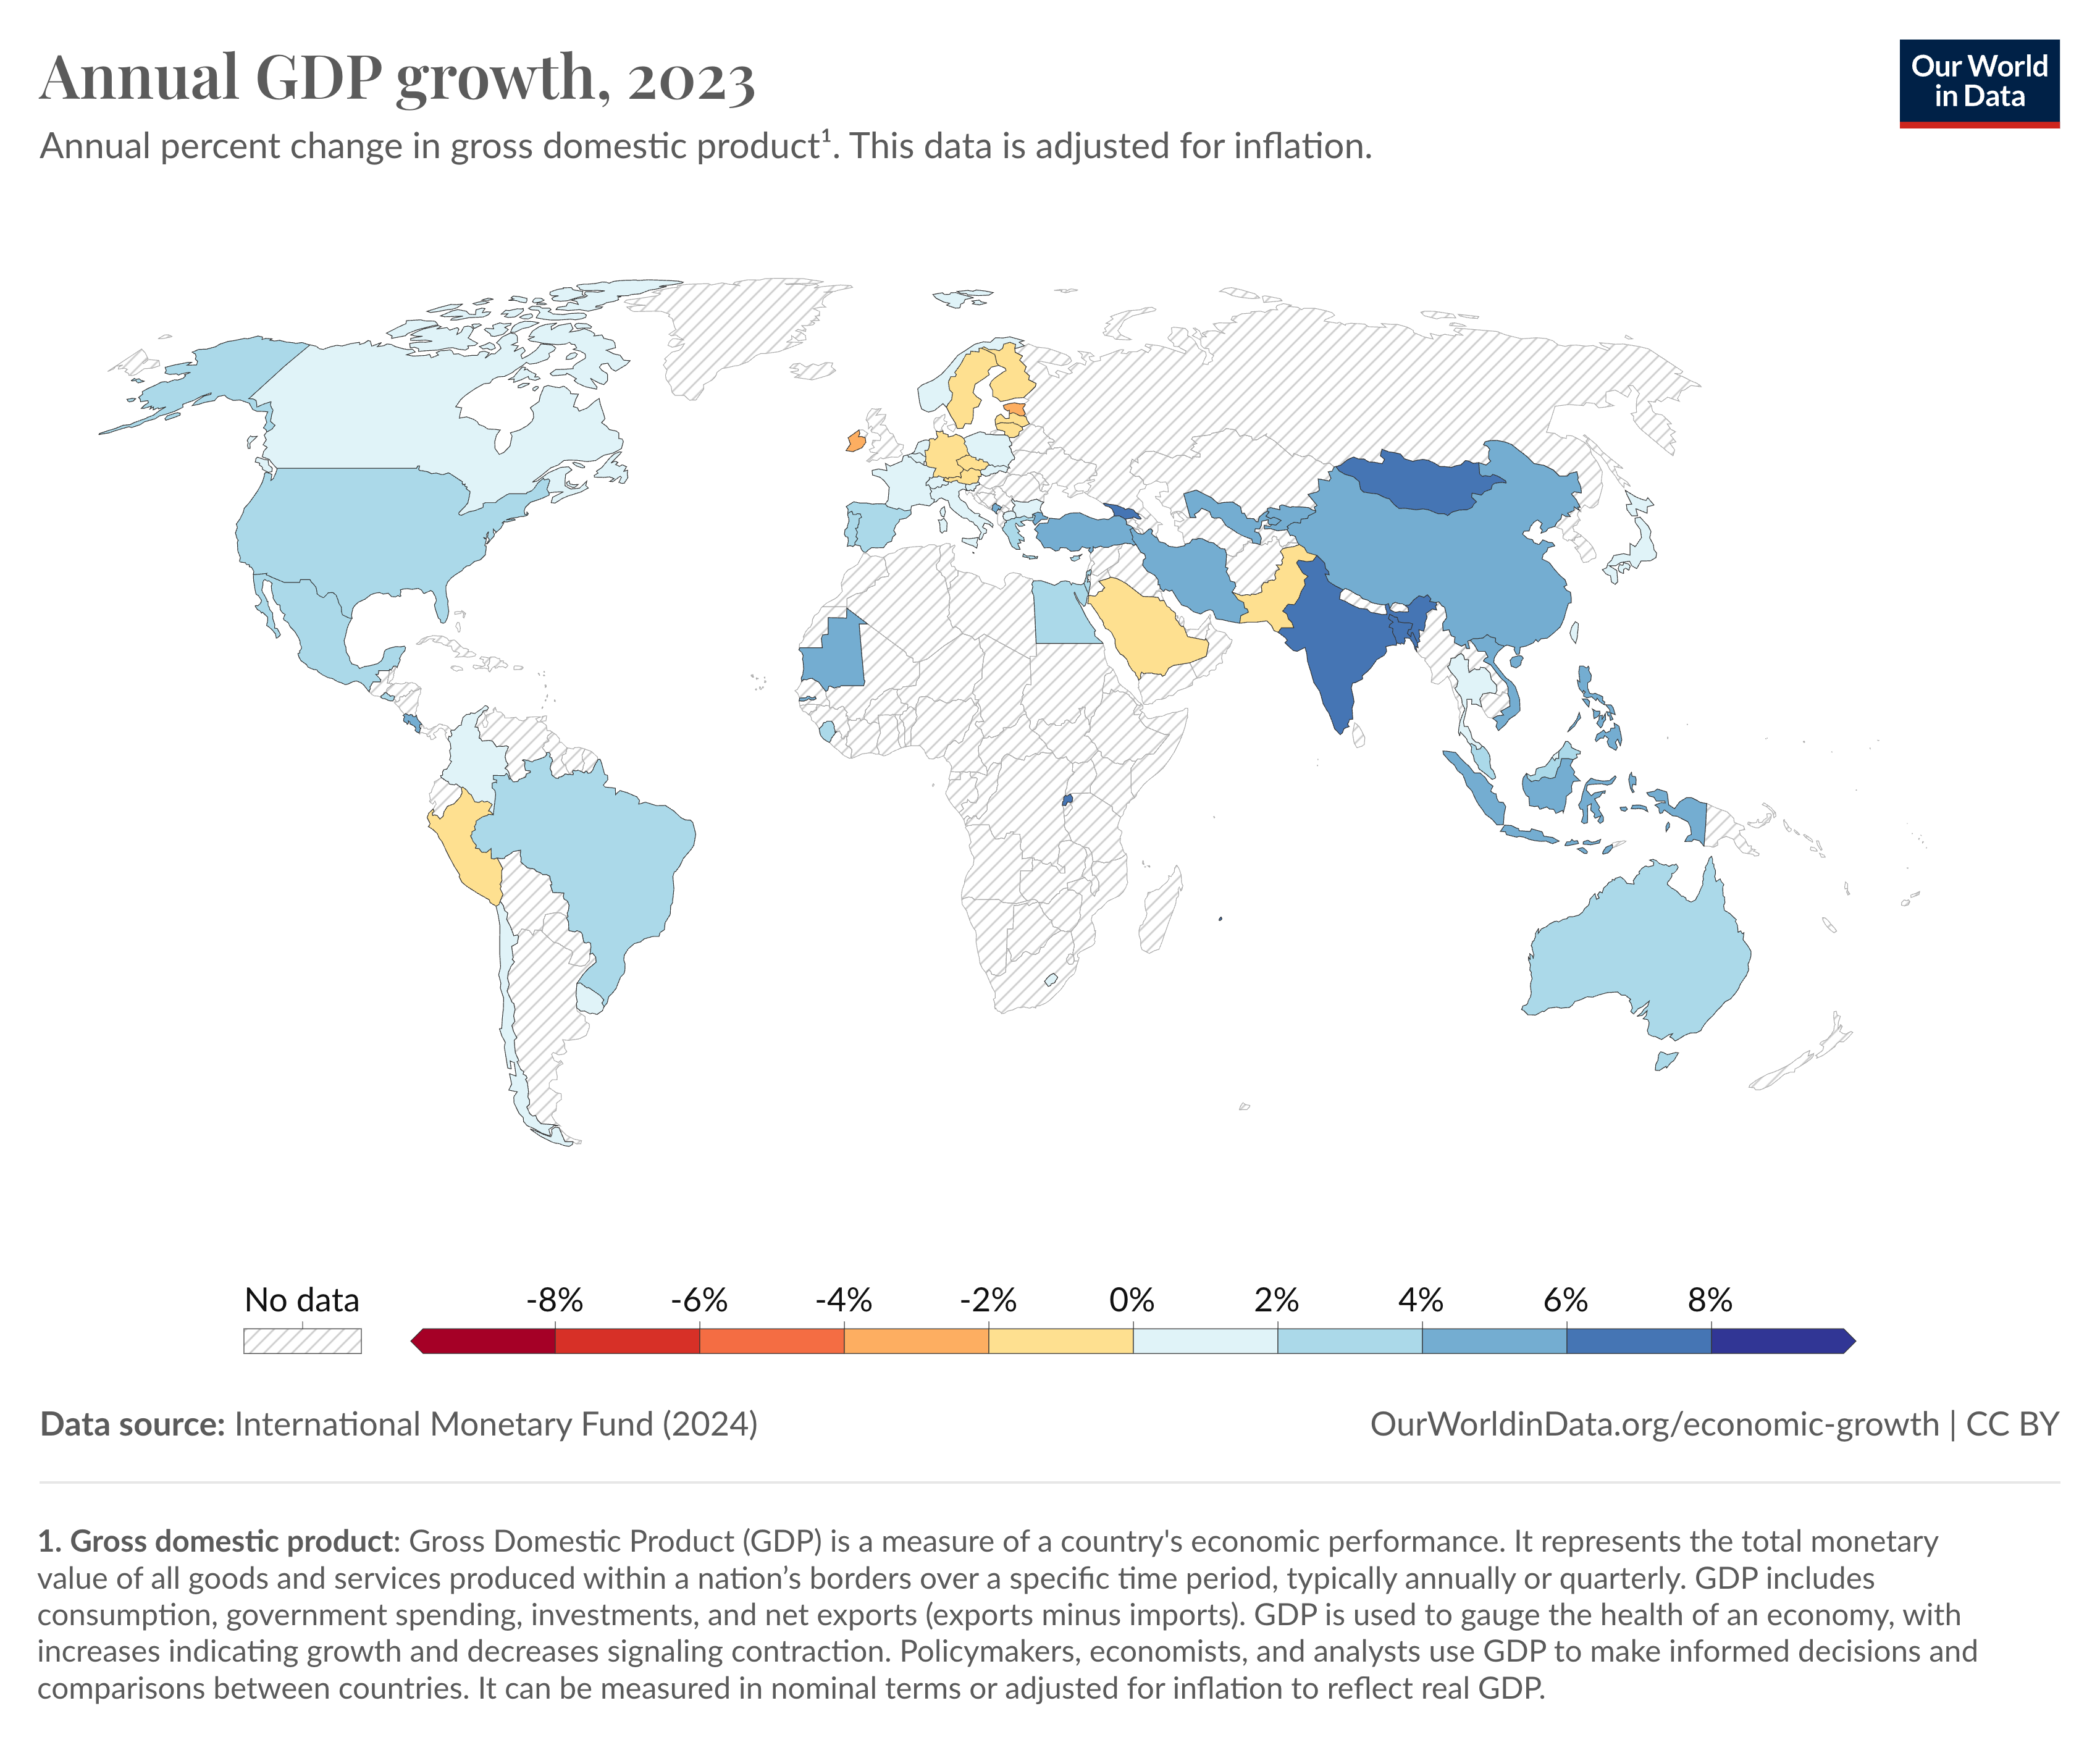 Annual GDP growth, 2023
Our World
in Data
Annual percent change in gross domestic product¹. This data is adjusted for inflation.
No data
-8%
-6%
-4%
-2%
0%
2%
4%
6%
8%
Data source: International Monetary Fund (2024)
OurWorldinData.org/economic-growth | CC BY
1. Gross domestic product: Gross Domestic Product (GDP) is a measure of a country's economic performance. It represents the total monetary
value of all goods and services produced within a nation’s borders over a specific time period, typically annually or quarterly. GDP includes
consumption, government spending, investments, and net exports (exports minus imports). GDP is used to gauge the health of an economy, with
increases indicating growth and decreases signaling contraction. Policymakers, economists, and analysts use GDP to make informed decisions and
comparisons between countries. It can be measured in nominal terms or adjusted for inflation to reflect real GDP.